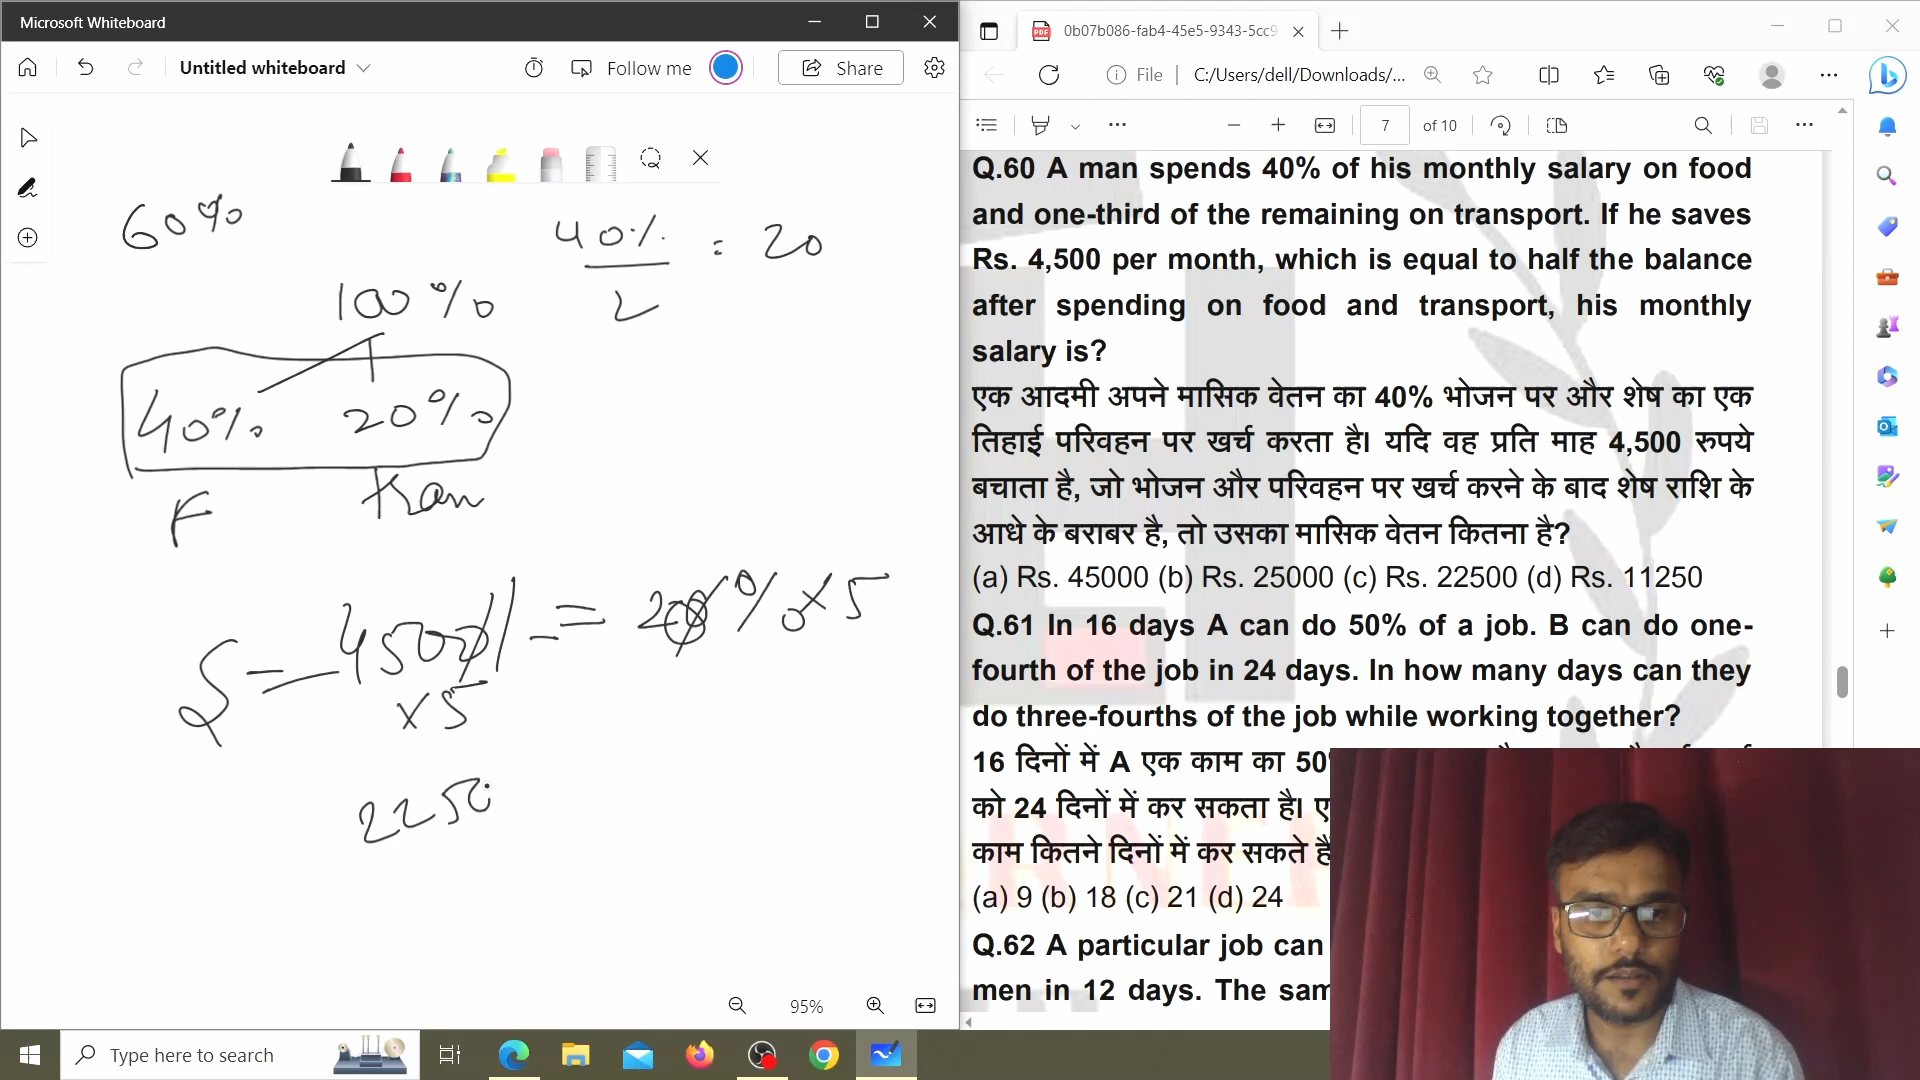 Microsoft Whiteboard
Untitled whiteboard
Follow me
Share
60%
40%
= 20
2
100%
40% 20%
F Tran
S = 4500/- = 20% x 5
x 5
2250
95%
Type here to search
0b07b086-fab4-45e5-9343-5cc9
File | C:/Users/dell/Downloads/...
7 of 10
Q.60 A man spends 40% of his monthly salary on food
and one-third of the remaining on transport. If he saves
Rs. 4,500 per month, which is equal to half the balance
after spending on food and transport, his monthly
salary is?
एक आदमी अपने मासिक वेतन का 40% भोजन पर और शेष का एक
तिहाई परिवहन पर खर्च करता है। यदि वह प्रति माह 4,500 रुपये
बचाता है, जो भोजन और परिवहन पर खर्च करने के बाद शेष राशि के
आधे के बराबर है, तो उसका मासिक वेतन कितना है?
(a) Rs. 45000 (b) Rs. 25000 (c) Rs. 22500 (d) Rs. 11250
Q.61 In 16 days A can do 50% of a job. B can do one-
fourth of the job in 24 days. In how many days can they
do three-fourths of the job while working together?
16 दिनों में A एक काम का 50
को 24 दिनों में कर सकता है।
काम कितने दिनों में कर सकते हैं
(a) 9 (b) 18 (c) 21 (d) 24
Q.62 A particular job can
men in 12 days. The sam